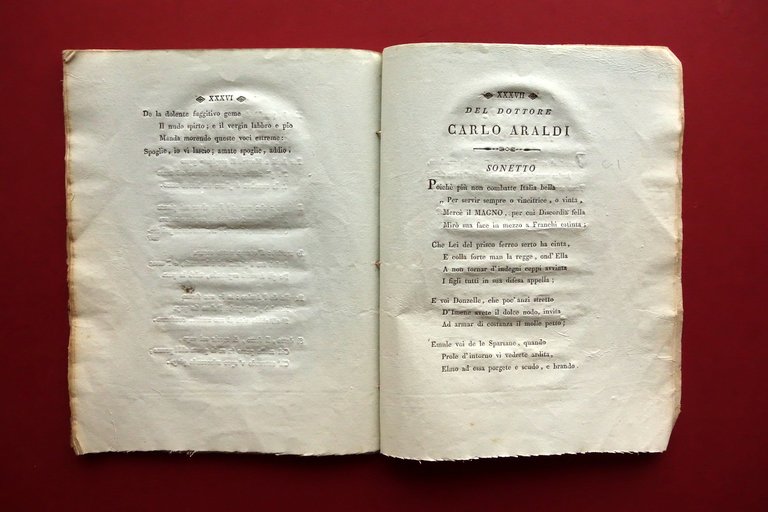 XXXVI
De la dolente fuggitivo geme
Il nudo spirto; e il vergin labbro e pio
Manda morendo queste voci estreme:
Spoglie, io vi lascio; amate spoglie, addio.
XXXVII
DEL DOTTORE
CARLO ARALDI
SONETTO
Poichè più non combatte Italia bella
„ Per servir sempre o vincitrice, o vinta,
Mercè il MAGNO, per cui Discordia fella
Mirò sua face in mezzo a' Franchi estinta;
Che Lei del prisco ferreo serto ha cinta,
E colla forte man la regge, ond' Ella
A non tornar d'indegni ceppi avvinta
I figli tutti in sua difesa appella;
E voi Donzelle, che poc'anzi stretto
D'Imene avete il dolce nodo, invita
Ad armar di costanza il molle petto;
Emule voi de le Spartane, quando
Prole d'intorno vi vedrete ardita,
Elmo ad essa porgete e scudo, e brando.